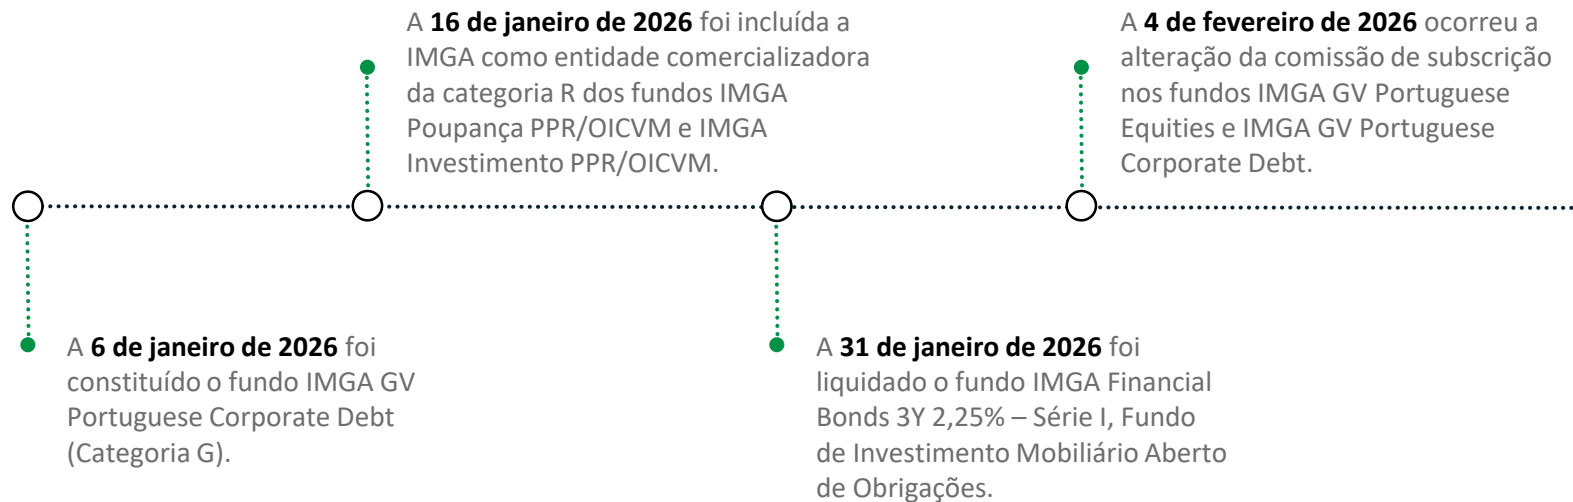 A 16 de janeiro de 2026 foi incluída a
IMGA como entidade comercializadora
da categoria R dos fundos IMGA
Poupança PPR/OICVM e IMGA
Investimento PPR/OICVM.
A 4 de fevereiro de 2026 ocorreu a
alteração da comissão de subscrição
nos fundos IMGA GV Portuguese
Equities e IMGA GV Portuguese
Corporate Debt.
A 6 de janeiro de 2026 foi
constituído o fundo IMGA GV
Portuguese Corporate Debt
(Categoria G).
A 31 de janeiro de 2026 foi
liquidado o fundo IMGA Financial
Bonds 3Y 2,25% – Série I, Fundo
de Investimento Mobiliário Aberto
de Obrigações.